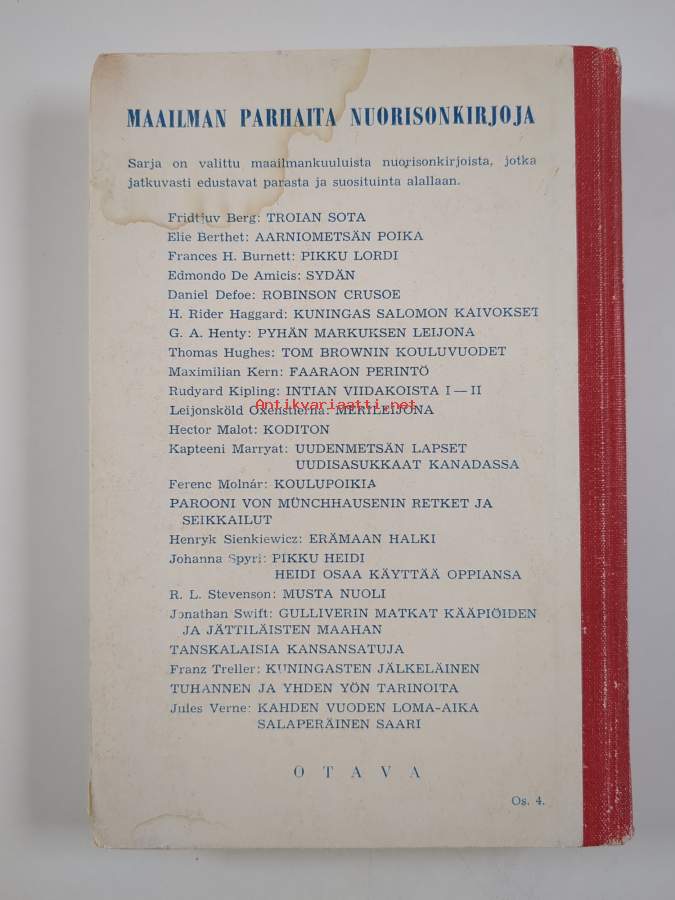 MAAILMAN PARHAITA NUORISONKIRJOJA
Sarja on valittu maailmankuuluista nuorisonkirjoista, jotka
jatkuvasti edustavat parasta ja suosituinta alallaan.
Fridtjuv Berg: TROIAN SOTA
Elie Berthet: AARNIOMETSÄN POIKA
Frances H. Burnett: PIKKU LORDI
Edmondo De Amicis: SYDÄN
Daniel Defoe: ROBINSON CRUSOE
H. Rider Haggard: KUNINGAS SALOMON KAIVOKSET
G. A. Henty: PYHÄN MARKUKSEN LEIJONA
Thomas Hughes: TOM BROWNIN KOULUVUODET
Maximilian Kern: FAARAON PERINTÖ
Rudyard Kipling: INTIAN VIIDAKOISTA I — II
Antikvariaatti.net
Leijonsköld Oxenstierna: MERILEIJONA
Hector Malot: KODITON
Kapteeni Marryat: UUDENMETSÄN LAPSET
UUDISASUKKAAT KANADASSA
Ferenc Molnár: KOULUPOIKIA
PAROONI VON MÜNCHHAUSENIN RETKET JA
SEIKKAILUT
Henryk Sienkiewicz: ERÄMAAN HALKI
Johanna Spyri: PIKKU HEIDI
HEIDI OSAA KÄYTTÄÄ OPPIANSA
R. L. Stevenson: MUSTA NUOLI
Jonathan Swift: GULLIVERIN MATKAT KÄÄPIÖIDEN
JA JÄTTILÄISTEN MAAHAN
TANSKALAISIA KANSANSATUJA
Franz Treller: KUNINGASTEN JÄLKELÄINEN
TUHANNEN JA YHDEN YÖN TARINOITA
Jules Verne: KAHDEN VUODEN LOMA-AIKA
SALAPERÄINEN SAARI
OTAVA
Os. 4.